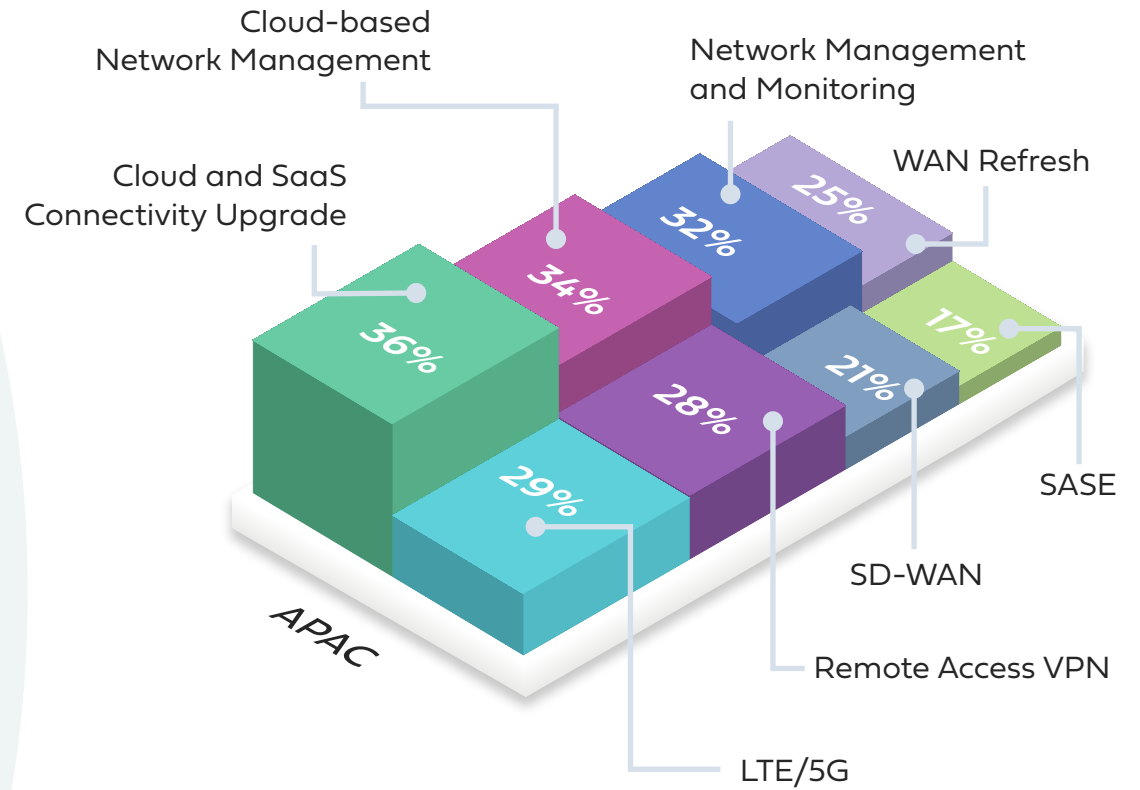 Cloud-based
Network Management
Network Management
and Monitoring
Cloud and SaaS
Connectivity Upgrade
WAN Refresh
25%
32%
34%
36%
17%
21%
28%
29%
SASE
SD-WAN
APAC
Remote Access VPN
LTE/5G